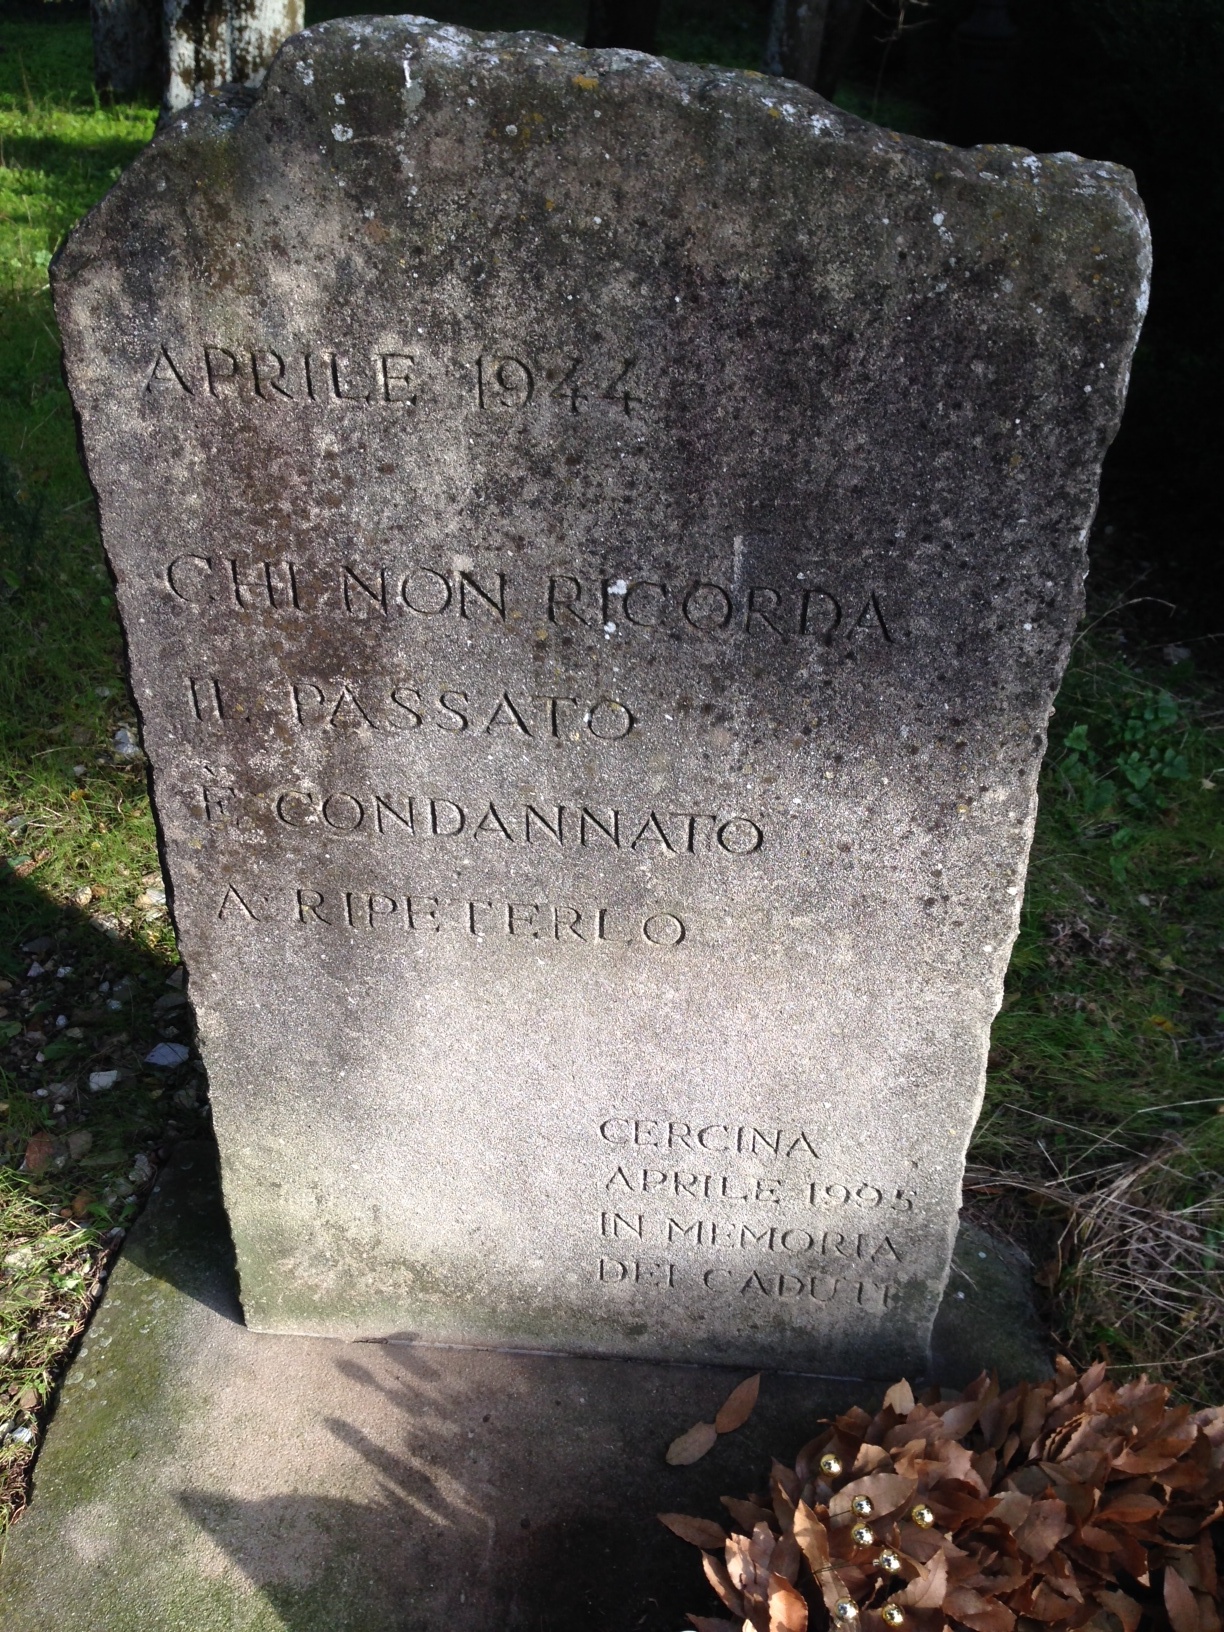 APRILE 1944
CHI NON RICORDA
IL PASSATO
È CONDANNATO
A RIPETERLO
CERCINA
APRILE 1995
IN MEMORIA
DEI CADUTI